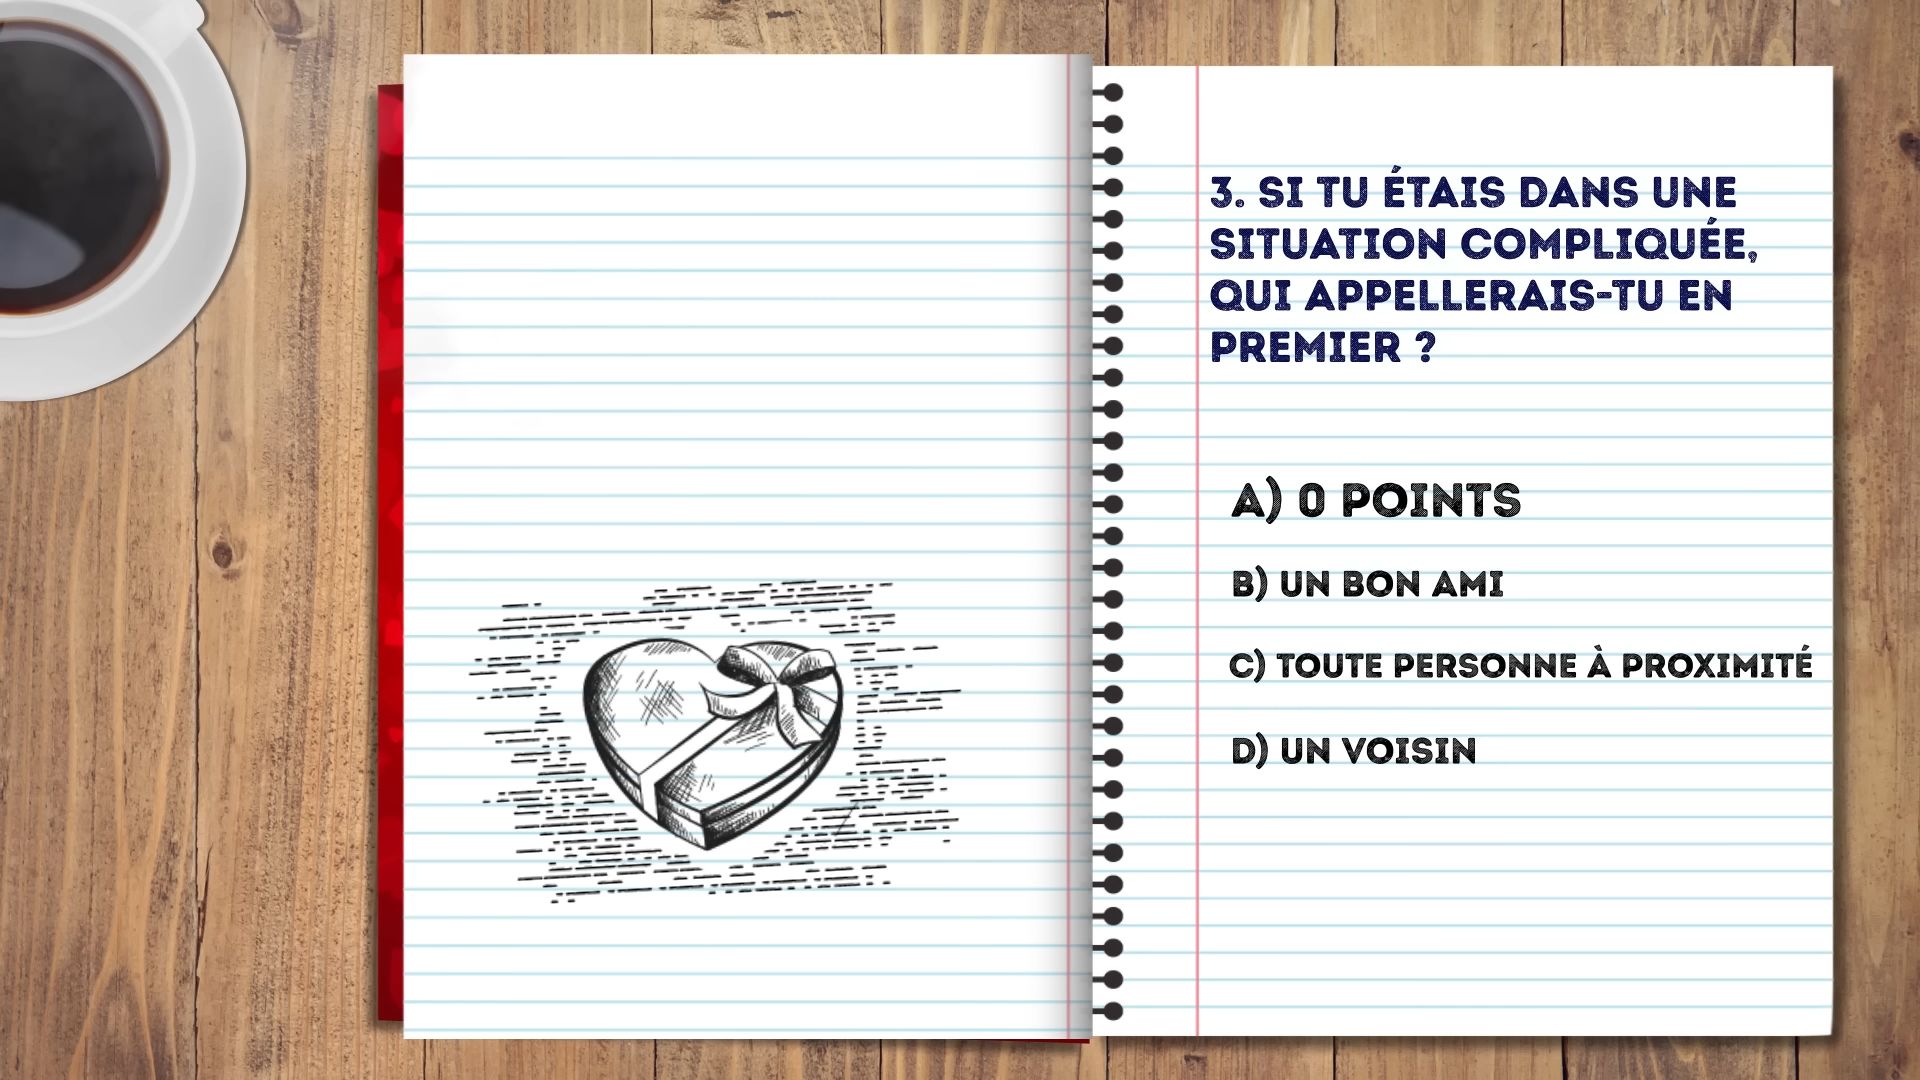 3. SI TU ÉTAIS DANS UNE
SITUATION COMPLIQUÉE,
QUI APPELLERAIS-TU EN
PREMIER ?
A) 0 POINTS
B) UN BON AMI
C) TOUTE PERSONNE À PROXIMITÉ
D) UN VOISIN